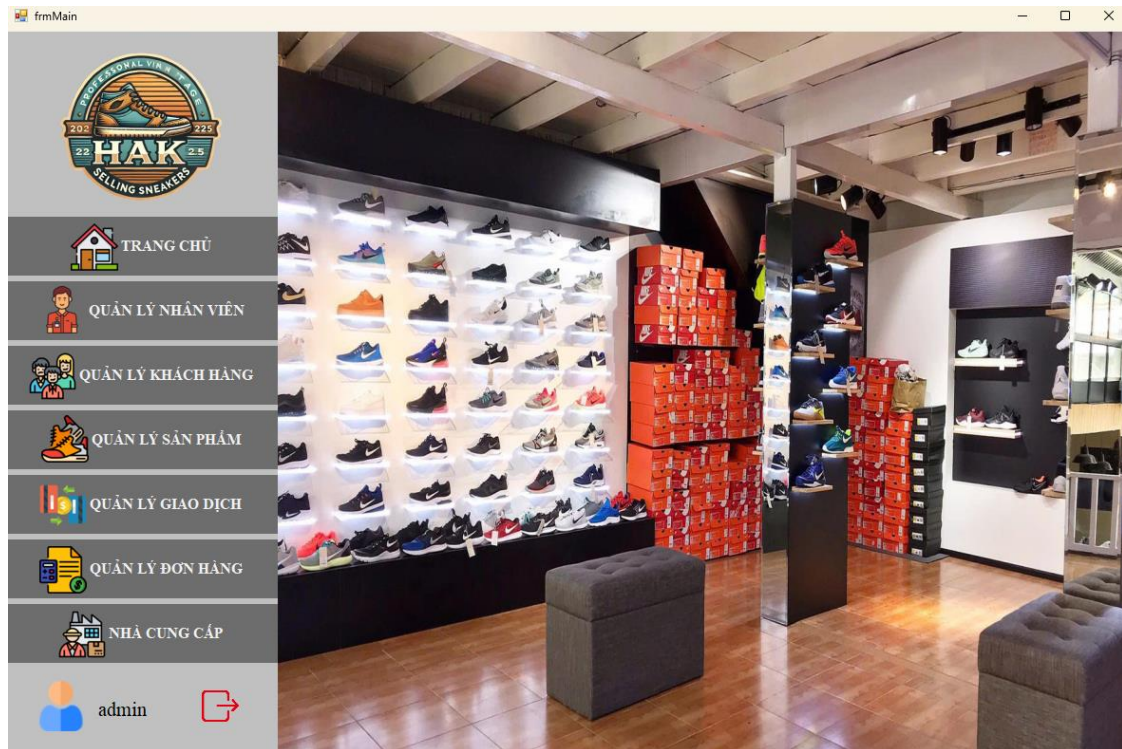 frmMain
PROFESSIONAL VIN
202 225
22 HAK 2.5
SELLING SNEAKERS
TRANG CHỦ
QUẢN LÝ NHÂN VIÊN
QUẢN LÝ KHÁCH HÀNG
QUẢN LÝ SẢN PHẨM
QUẢN LÝ GIAO DỊCH
QUẢN LÝ ĐƠN HÀNG
NHÀ CUNG CẤP
admin